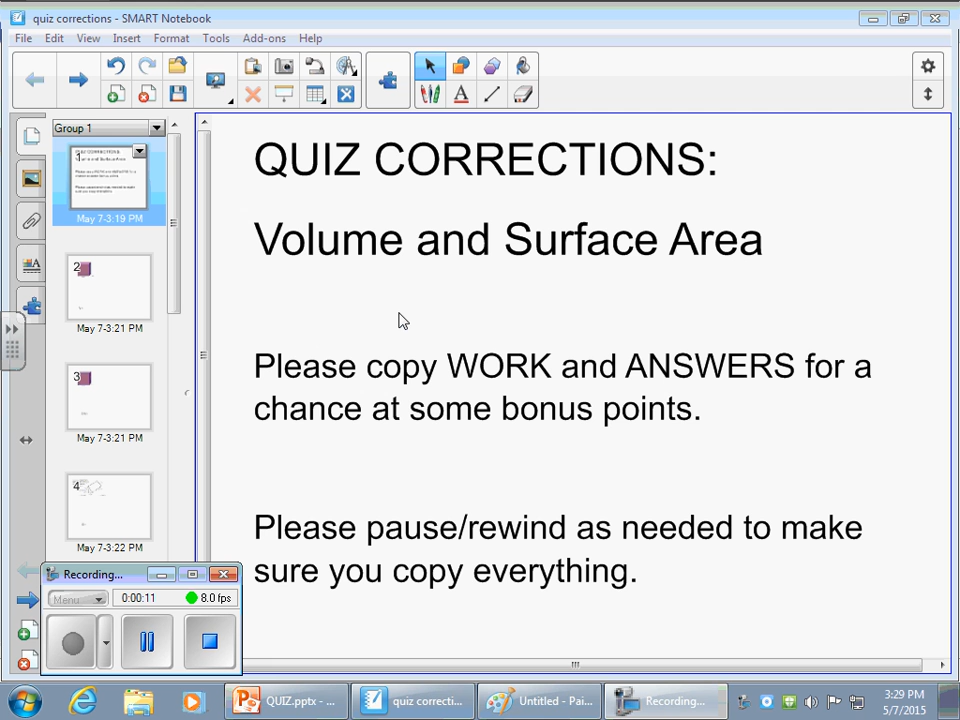 quiz corrections - SMART Notebook
File Edit View Insert Format Tools Add-ons Help
Group 1
1
May 7-3:19 PM
2
May 7-3:21 PM
3
May 7-3:21 PM
4
May 7-3:22 PM
QUIZ CORRECTIONS:
Volume and Surface Area
Please copy WORK and ANSWERS for a
chance at some bonus points.
Please pause/rewind as needed to make
sure you copy everything.
Recording...
Menu
0:00:11
8.0 fps
QUIZ.pptx - ...
quiz correcti...
Untitled - Pai...
Recording...
3:29 PM
5/7/2015